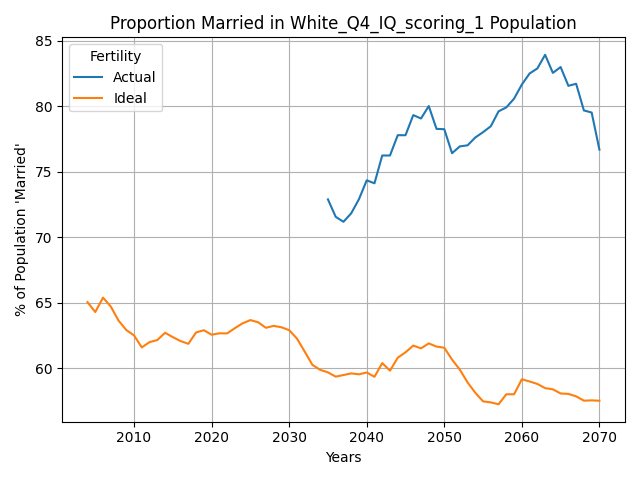 Proportion Married in White_Q4_IQ_scoring_1 Population
85
80
75
70
65
60
% of Population 'Married'
Fertility
Actual
Ideal
2010 2020 2030 2040 2050 2060 2070
Years